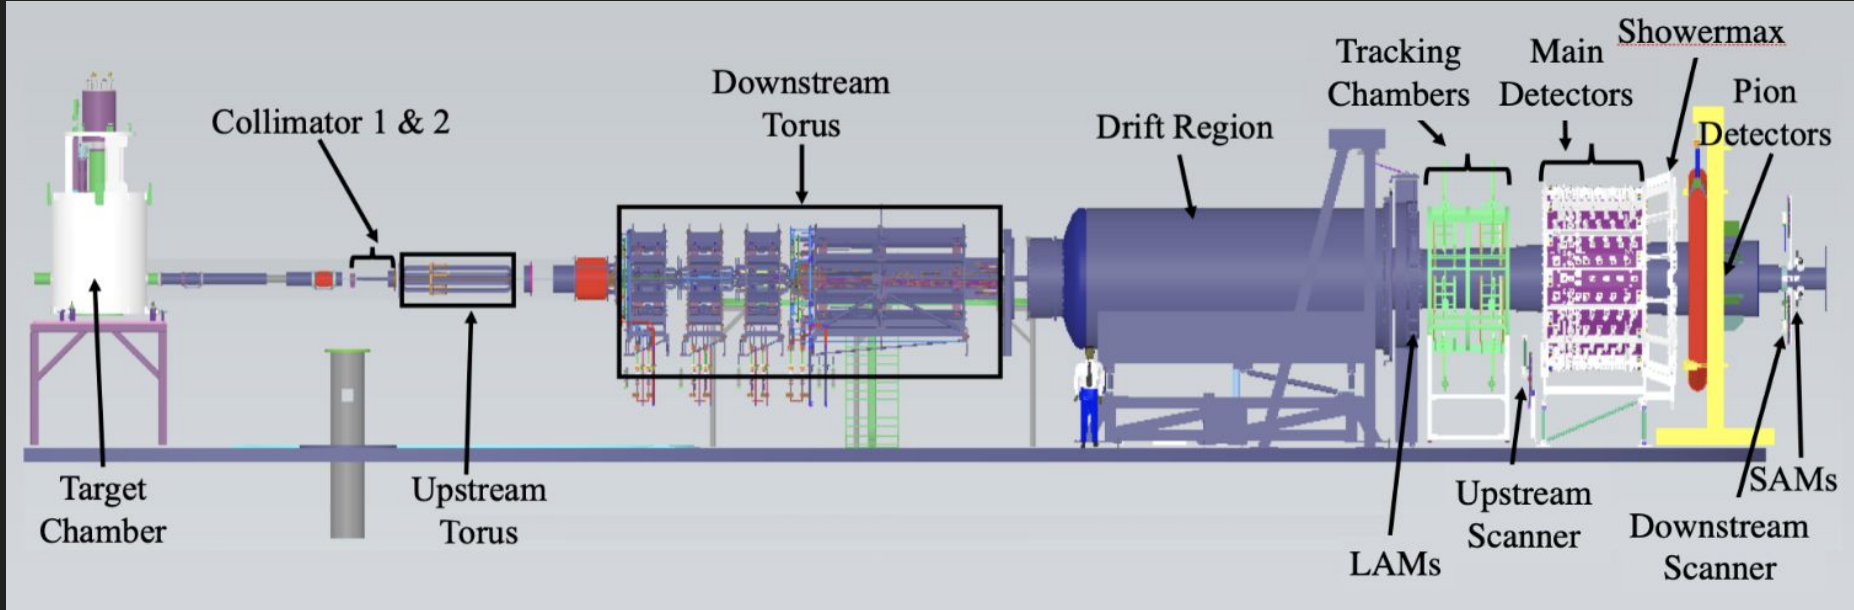 Showermax
Tracking
Chambers
Main
Detectors
Downstream
Torus
Pion
Detectors
Collimator 1 & 2
Drift Region
Target
Chamber
Upstream
Torus
SAMs
Upstream
Scanner
Downstream
Scanner
LAMs